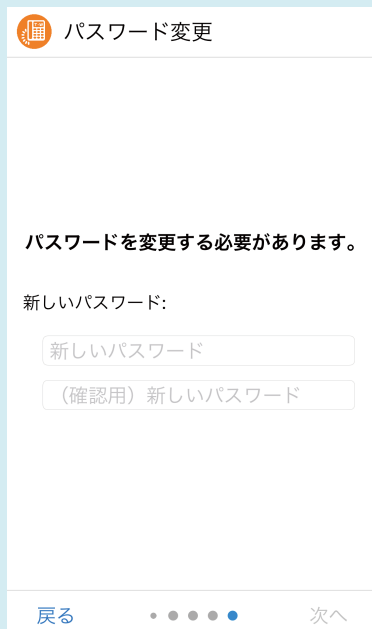 パスワード変更
パスワードを変更する必要があります。
新しいパスワード:
新しいパスワード
（確認用）新しいパスワード
戻る 次へ